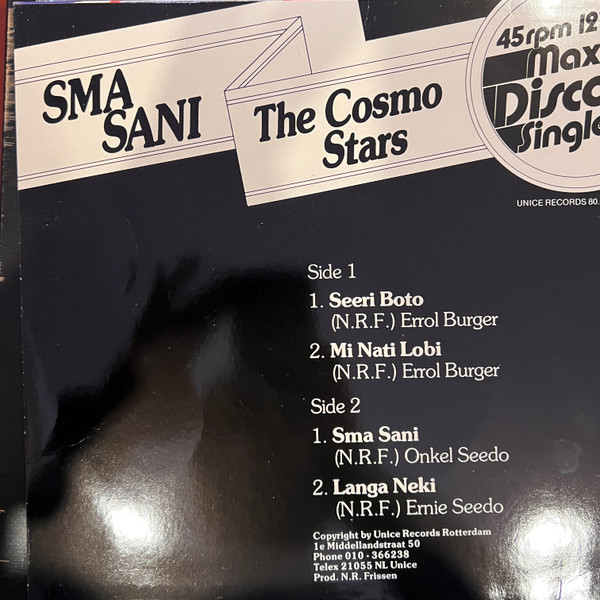 SMA
SANI
The Cosmo
Stars
45 rpm 12"
Disco
UNICE RECORDS 80.
Side 1
1. Seeri Boto
(N.R.F.) Errol Burger
2. Mi Nati Lobi
(N.R.F.) Errol Burger
Side 2
1. Sma Sani
(N.R.F.) Onkel Seedo
2. Langa Neki
(N.R.F.) Ernie Seedo
Copyright by Unice Records Rotterdam
1e Middellandstraat 50
Phone 010 - 366238
Telex 21055 NL Unice
Prod. N.R. Frissen